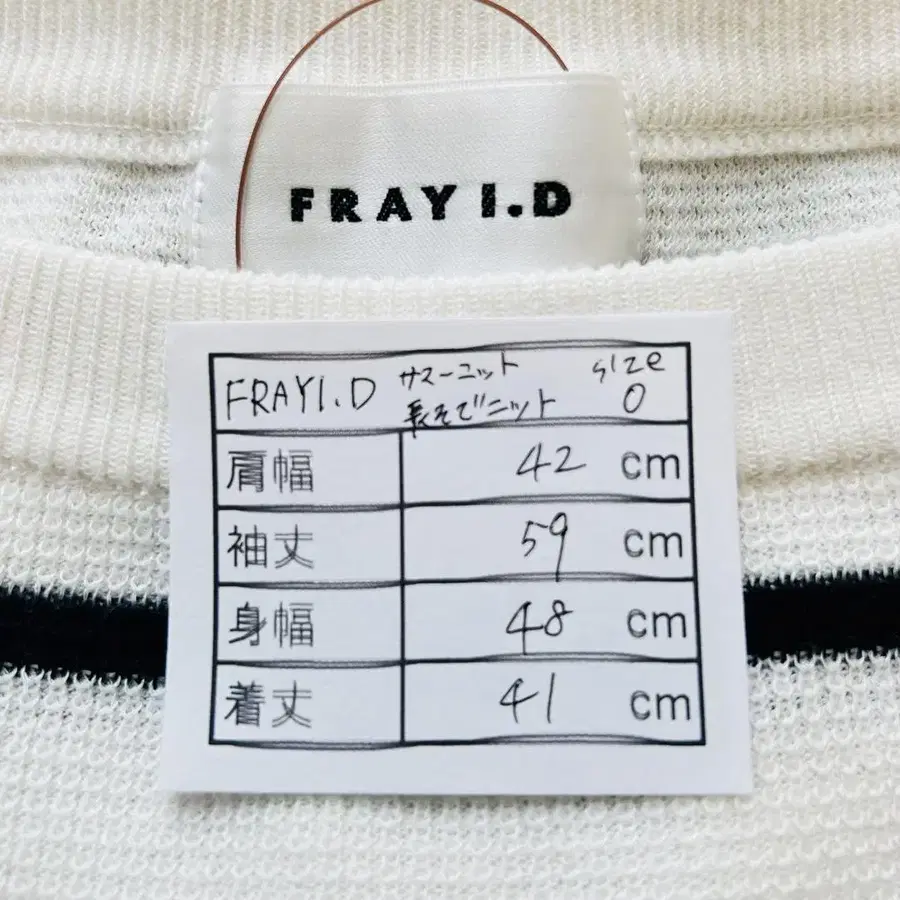 FRAY I.D
FRAYI.D サマーニット 長そでニット size 0
肩幅 42 cm
袖丈 59 cm
身幅 48 cm
着丈 41 cm